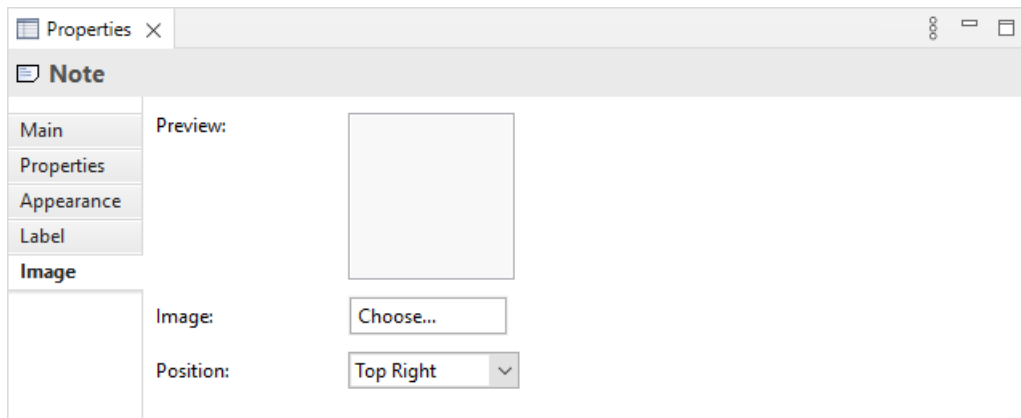 Properties
Note
Main
Properties
Appearance
Label
Image
Preview:
Image:
Choose...
Position:
Top Right